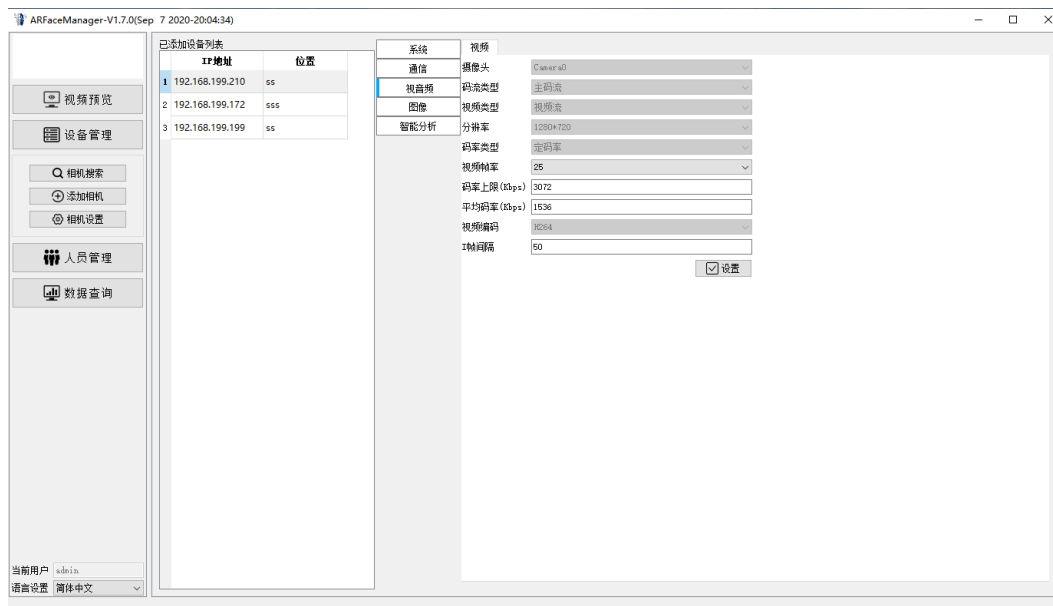 ARFaceManager-V1.7.0(Sep  7 2020-20:04:34)
视频预览
设备管理
相机搜索
添加相机
相机设置
人员管理
数据查询
当前用户 admin
语言设置 简体中文
已添加设备列表
IP地址 位置
1 192.168.199.210 ss
2 192.168.199.172 sss
3 192.168.199.199 ss
系统
通信
视音频
图像
智能分析
视频
摄像头 Camera0
码流类型 主码流
视频类型 视频流
分辨率 1280*720
码率类型 定码率
视频帧率 25
码率上限(Kbps) 3072
平均码率(Kbps) 1536
视频编码 H264
I帧间隔 50
设置